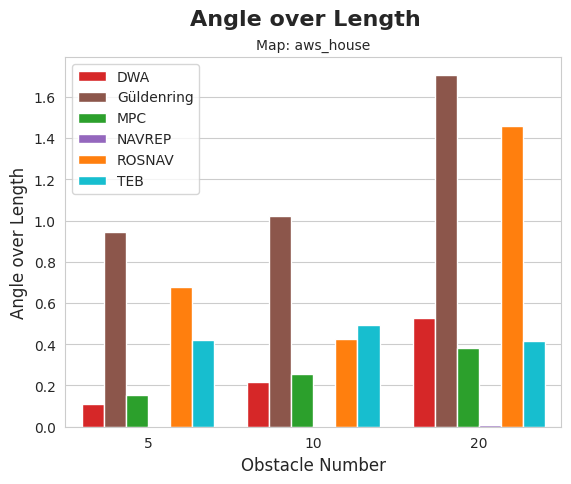 Angle over Length
Map: aws_house
DWA
Güldenring
MPC
NAVREP
ROSNAV
TEB
Angle over Length
1.6
1.4
1.2
1.0
0.8
0.6
0.4
0.2
0.0
5 10 20
Obstacle Number